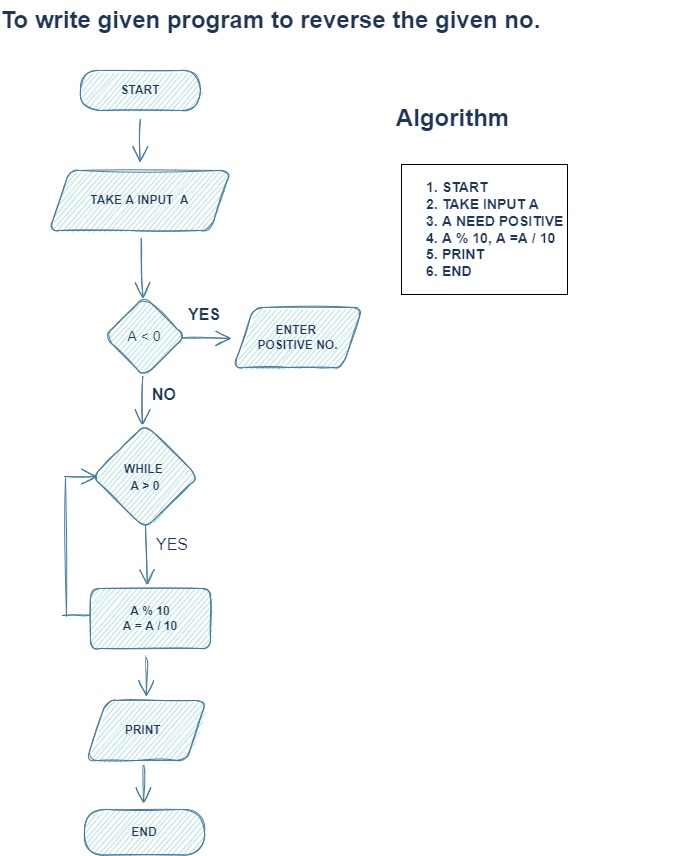 To write given program to reverse the given no.
START
TAKE A INPUT A
A < 0
YES
ENTER
POSITIVE NO.
NO
WHILE
A > 0
YES
A % 10
A = A / 10
PRINT
END
Algorithm
1. START
2. TAKE INPUT A
3. A NEED POSITIVE
4. A % 10, A =A / 10
5. PRINT
6. END